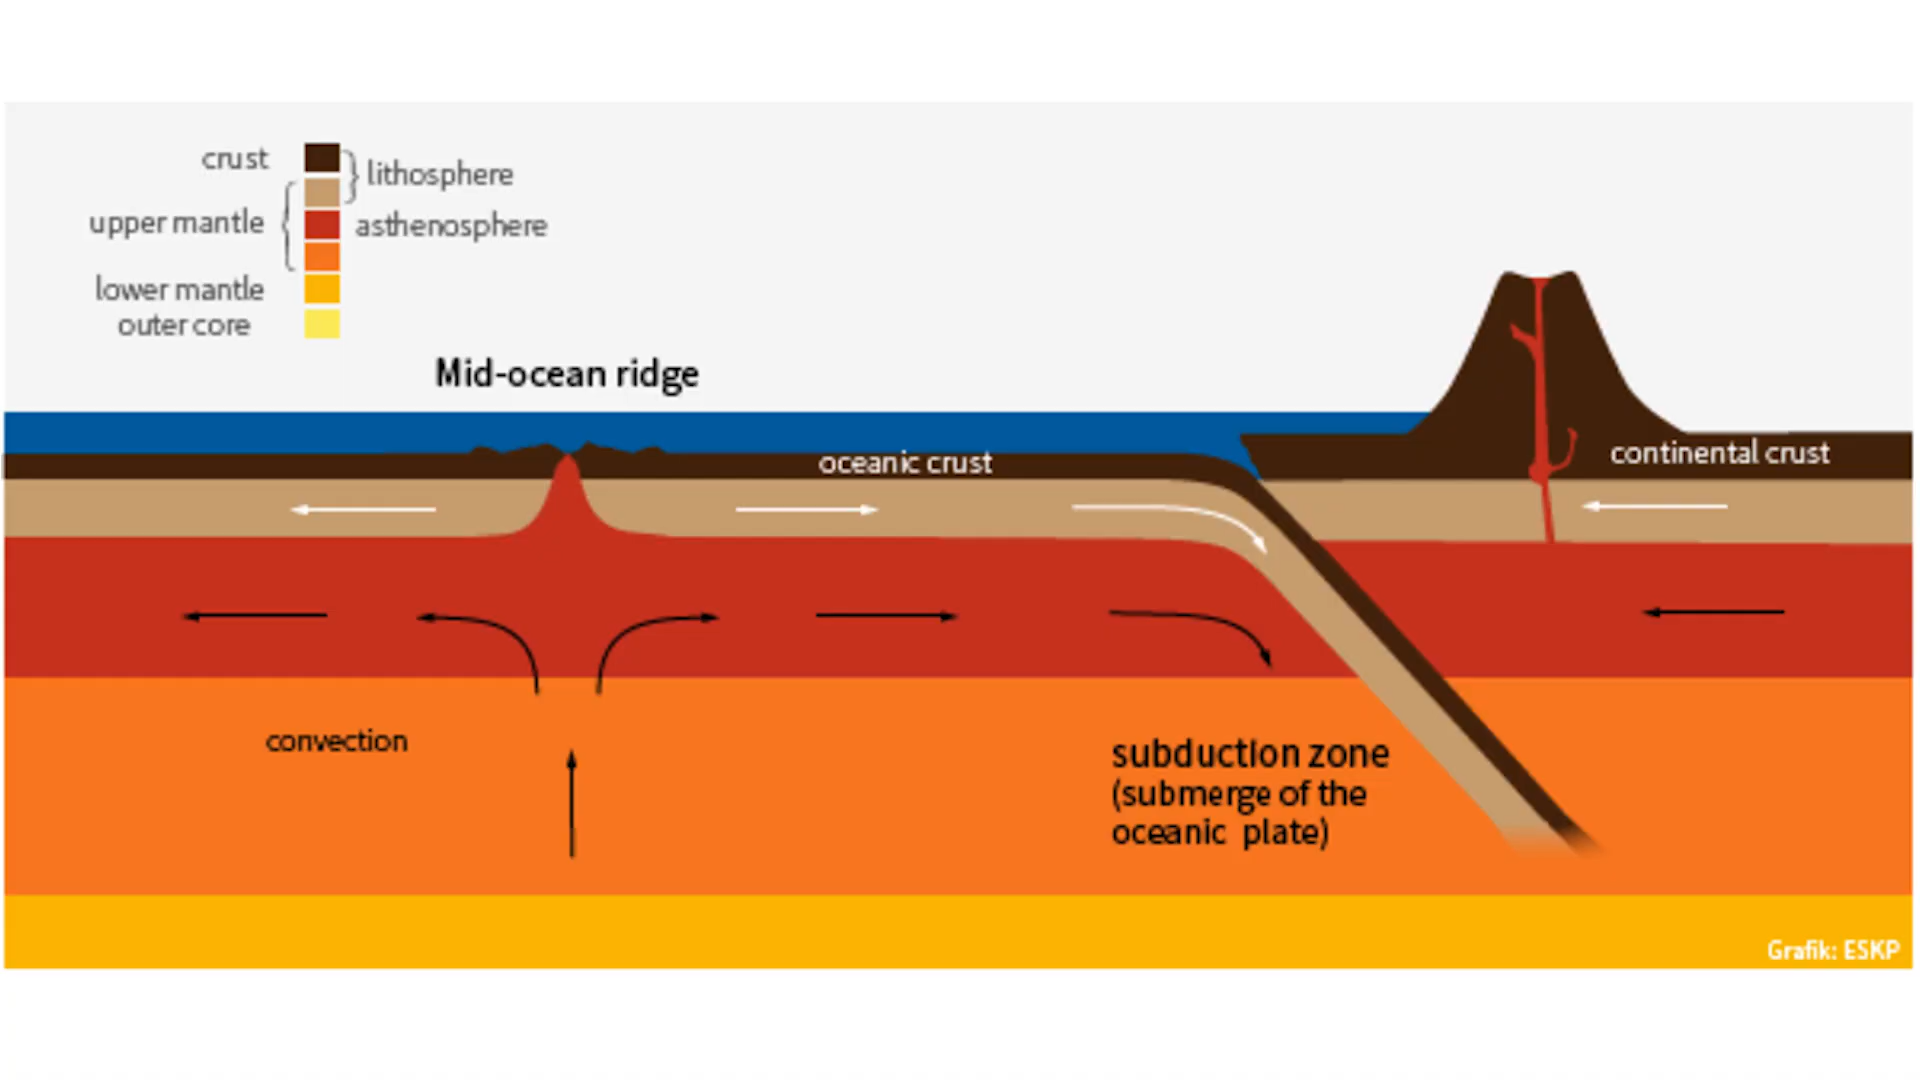 crust
lithosphere
upper mantle
asthenosphere
lower mantle
outer core
Mid-ocean ridge
oceanic crust
continental crust
convection
subduction zone
(submerge of the
oceanic plate)
Grafik: ESKP